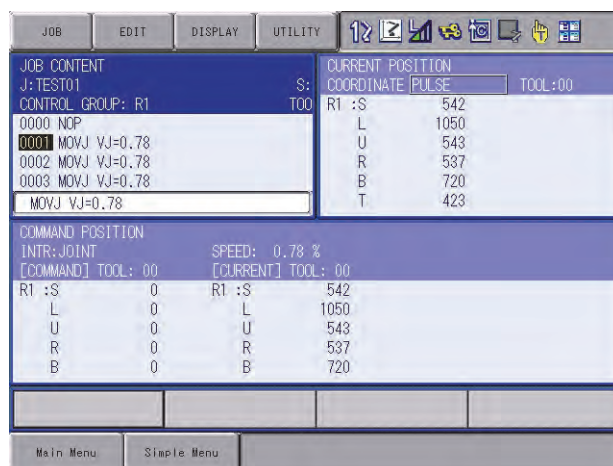 JOB EDIT DISPLAY UTILITY
JOB CONTENT
J:TEST01 S:
CONTROL GROUP: R1 TOO
0000 NOP
0001 MOVJ VJ=0.78
0002 MOVJ VJ=0.78
0003 MOVJ VJ=0.78
MOVJ VJ=0.78
CURRENT POSITION
COORDINATE PULSE TOOL:00
R1 :S 542
L 1050
U 543
R 537
B 720
T 423
COMMAND POSITION
INTR:JOINT SPEED: 0.78 %
[COMMAND] TOOL: 00 [CURRENT] TOOL: 00
R1 :S 0 R1 :S 542
L 0 L 1050
U 0 U 543
R 0 R 537
B 0 B 720
Main Menu Simple Menu